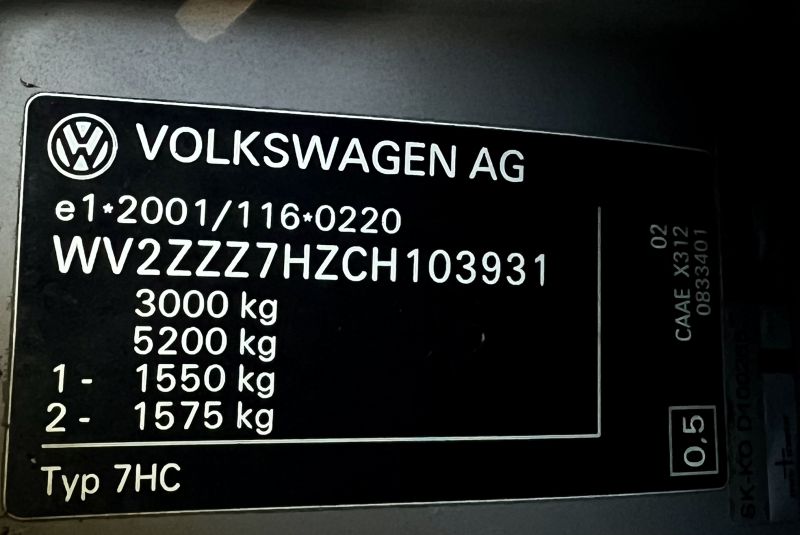 VOLKSWAGEN AG
e1*2001/116*0220
WV2ZZZ7HZCH103931
3000 kg
5200 kg
1 - 1550 kg
2 - 1575 kg
Typ 7HC
02
CAAE X312
0833401
0,5